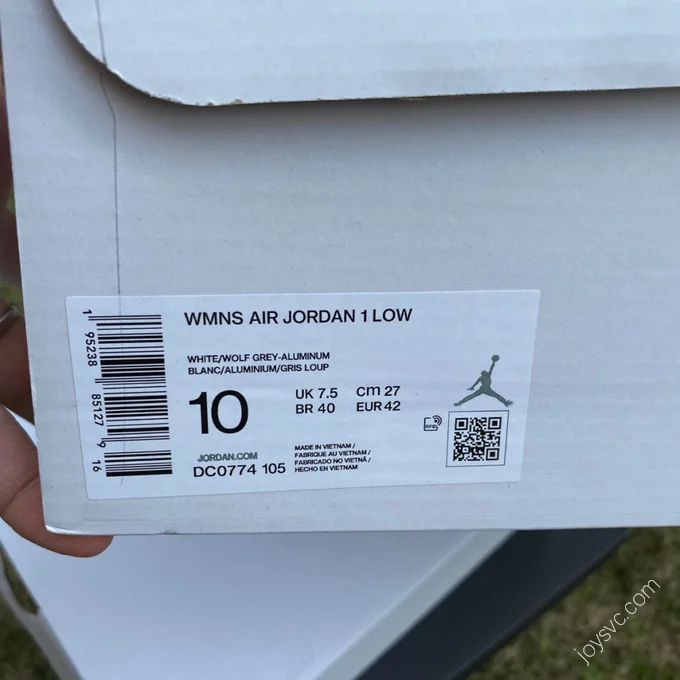 WMNS AIR JORDAN 1 LOW
WHITE/WOLF GREY-ALUMINUM
BLANC/ALUMINIUM/GRIS LOUP
10
UK 7.5 cm 27
BR 40 EUR 42
JORDAN.COM
DC0774 105
MADE IN VIETNAM /
FABRIQUE AU VIETNAM /
FABRICADO NO VIETNÃ /
HECHO EN VIETNAM
RFID
1 95238 85127 9 16
joysvc.com